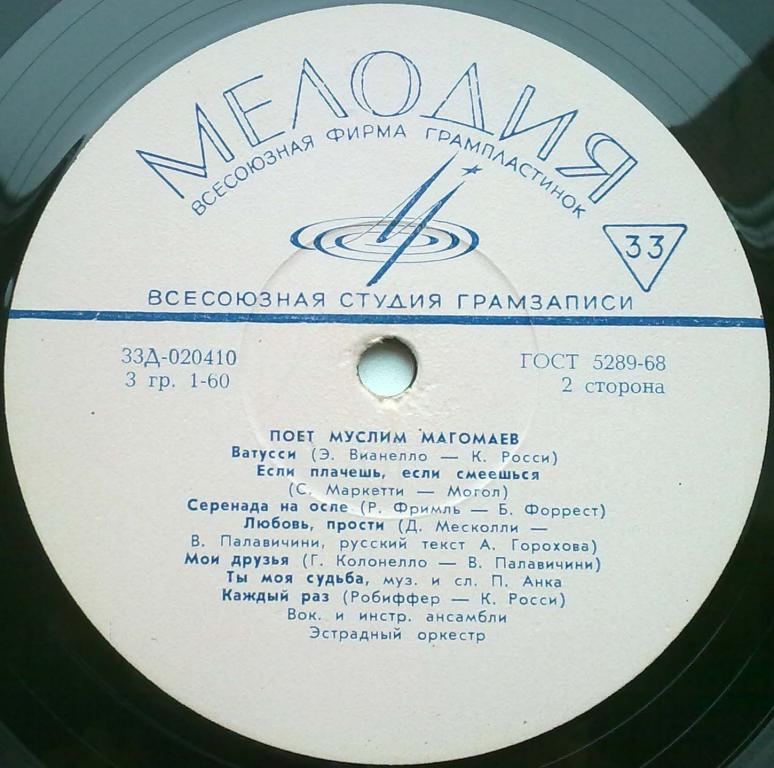 МЕЛОДИЯ
ВСЕСОЮЗНАЯ ФИРМА ГРАМПЛАСТИНОК
33
ВСЕСОЮЗНАЯ СТУДИЯ ГРАМЗАПИСИ
33Д-020410 ГОСТ 5289-68
3 гр. 1-60 2 сторона
ПОЕТ МУСЛИМ МАГОМАЕВ
Ватусси (Э. Вианелло — К. Росси)
Если плачешь, если смеешься
(С. Маркетти — Могол)
Серенада на осле (Р. Фримль — Б. Форрест)
Любовь, прости (Д. Месколли —
В. Палавичини, русский текст А. Горохова)
Мои друзья (Г. Колонелло — В. Палавичини)
Ты моя судьба, муз. и сл. П. Анка
Каждый раз (Робиффер — К. Росси)
Вок. и инстр. ансамбли
Эстрадный оркестр